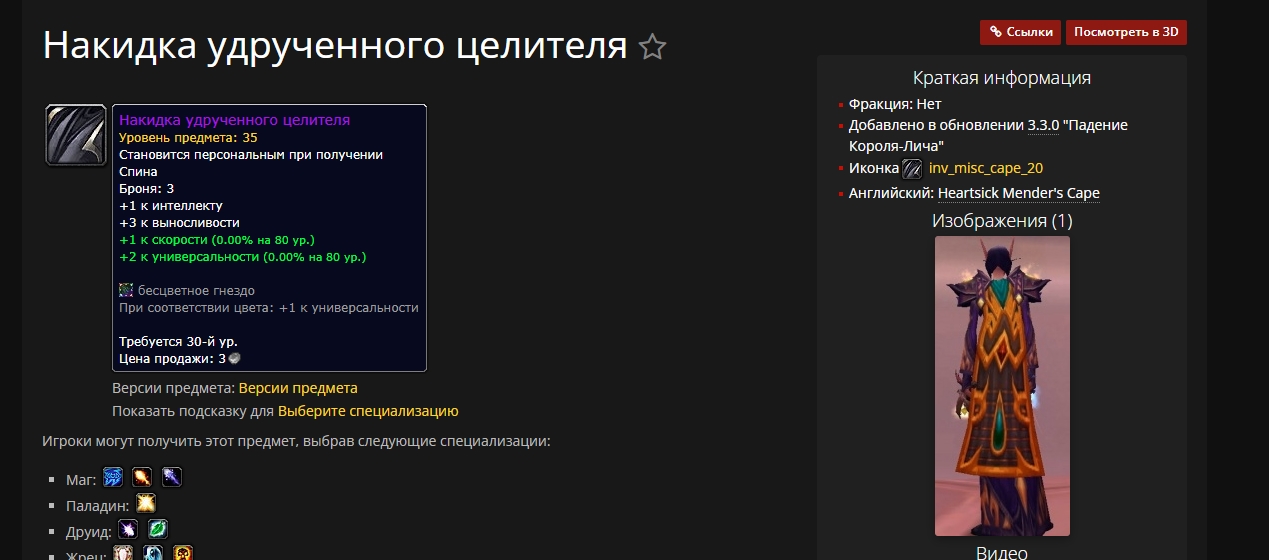 Накидка удрученного целителя
Ссылки
Посмотреть в 3D
Накидка удрученного целителя
Уровень предмета: 35
Становится персональным при получении
Спина
Броня: 3
+1 к интеллекту
+3 к выносливости
+1 к скорости (0.00% на 80 ур.)
+2 к универсальности (0.00% на 80 ур.)
бесцветное гнездо
При соответствии цвета: +1 к универсальности
Требуется 30-й ур.
Цена продажи: 3
Версии предмета: Версии предмета
Показать подсказку для Выберите специализацию
Игроки могут получить этот предмет, выбрав следующие специализации:
Маг:
Паладин:
Друид:
Жрец:
Краткая информация
Фракция: Нет
Добавлено в обновлении 3.3.0 "Падение
Короля-Лича"
Иконка inv_misc_cape_20
Английский: Heartsick Mender's Cape
Изображения (1)
Видео